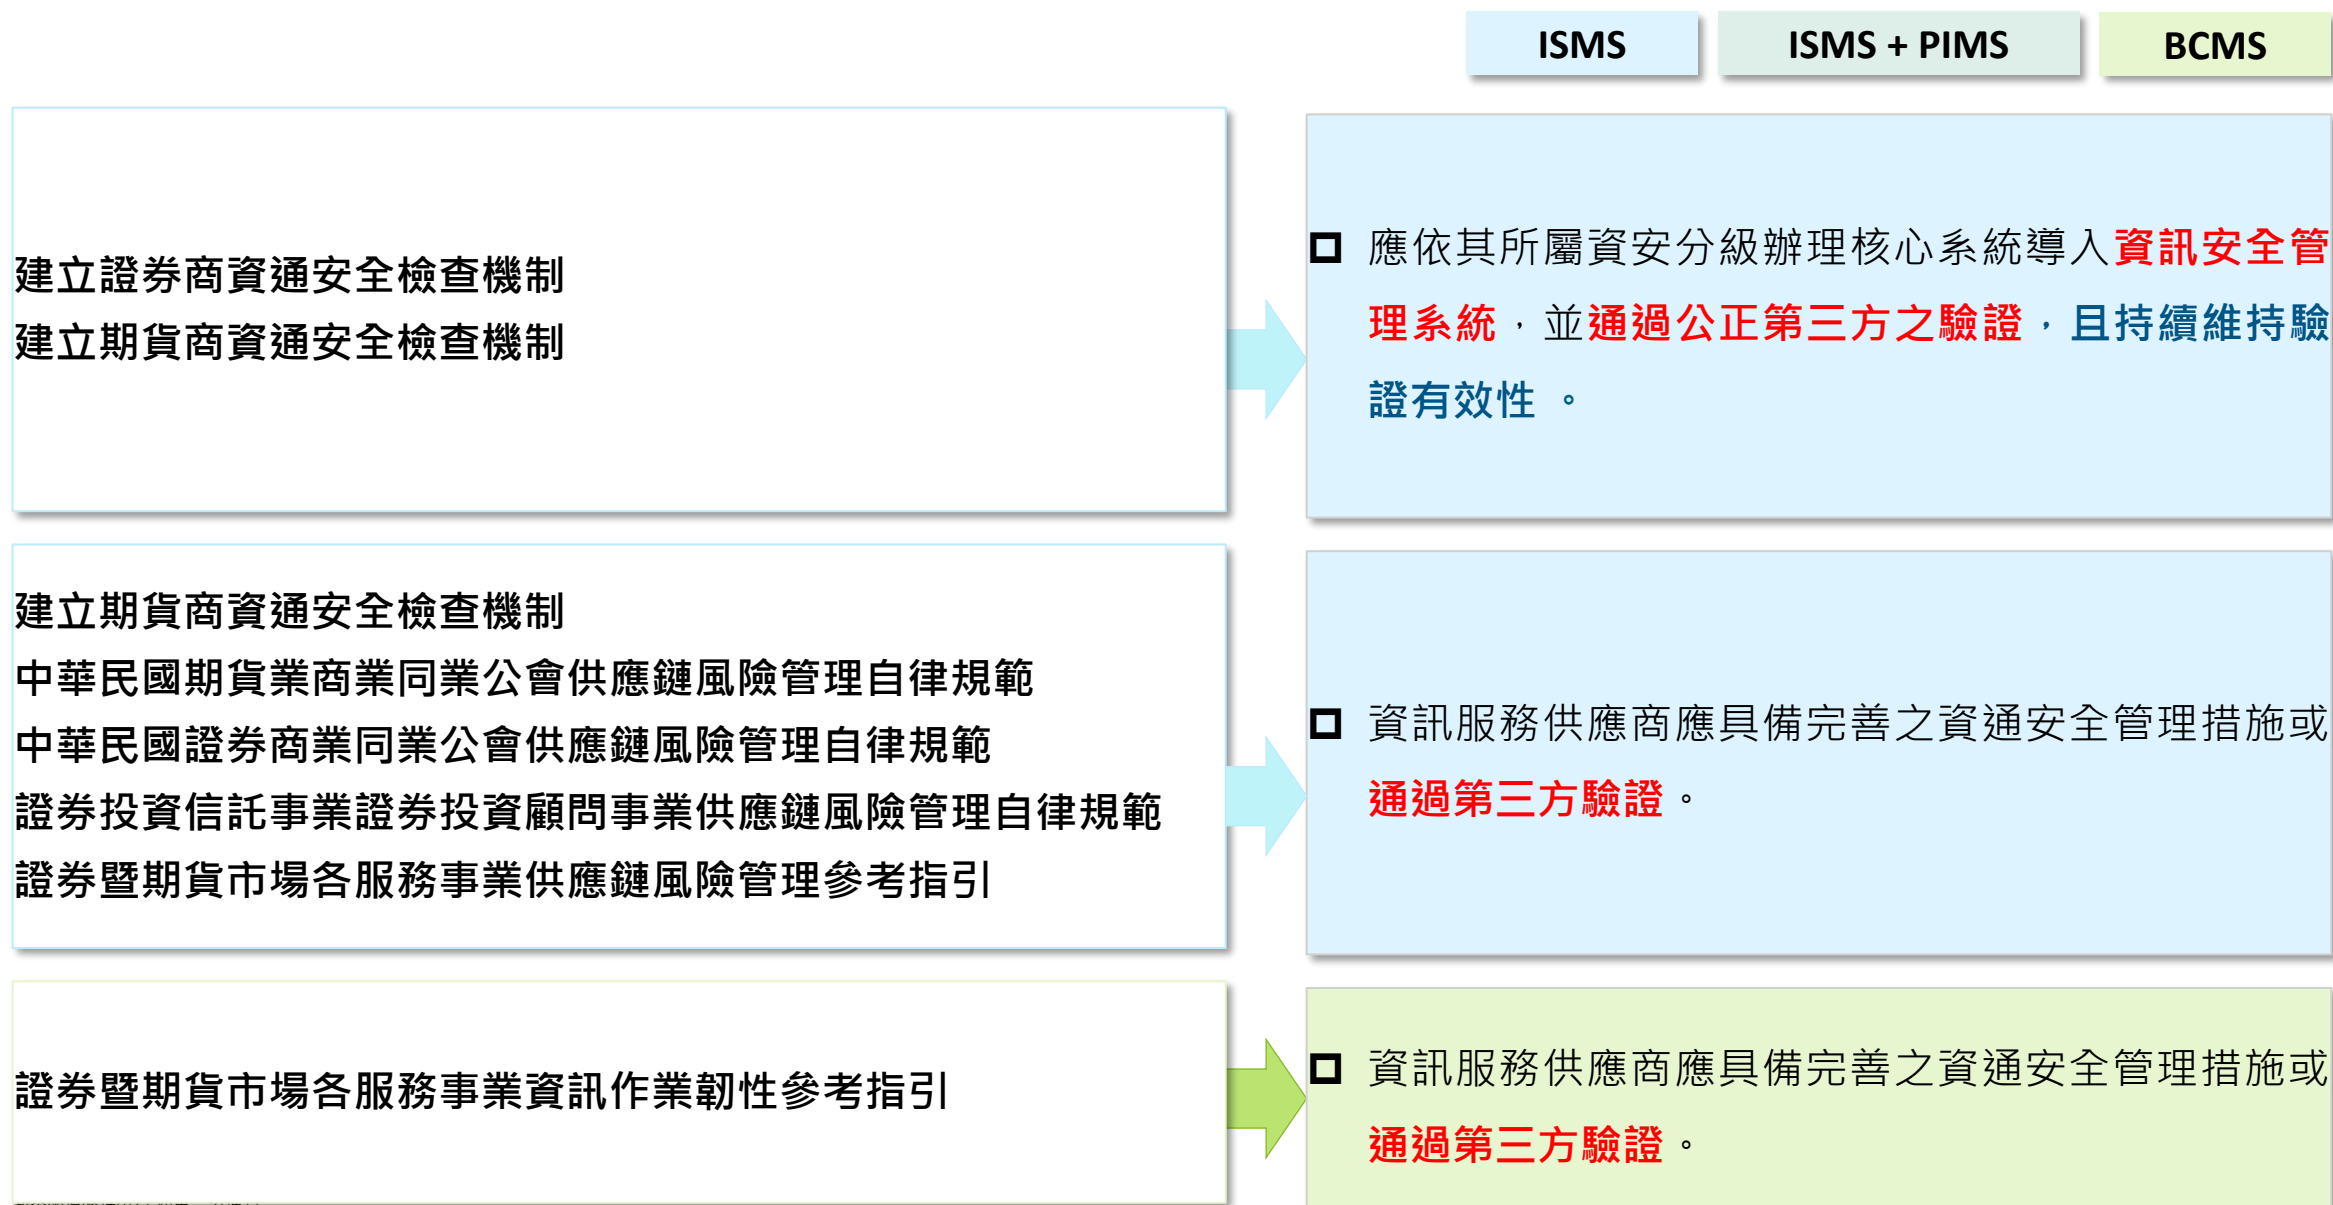 ISMS
ISMS + PIMS
BCMS
建立證券商資通安全檢查機制
建立期貨商資通安全檢查機制
應依其所屬資安分級辦理核心系統導入資訊安全管
理系統，並通過公正第三方之驗證，且持續維持驗
證有效性 。
建立期貨商資通安全檢查機制
中華民國期貨業商業同業公會供應鏈風險管理自律規範
中華民國證券商業同業公會供應鏈風險管理自律規範
證券投資信託事業證券投資顧問事業供應鏈風險管理自律規範
證券暨期貨市場各服務事業供應鏈風險管理參考指引
資訊服務供應商應具備完善之資通安全管理措施或
通過第三方驗證。
證券暨期貨市場各服務事業資訊作業韌性參考指引
資訊服務供應商應具備完善之資通安全管理措施或
通過第三方驗證。